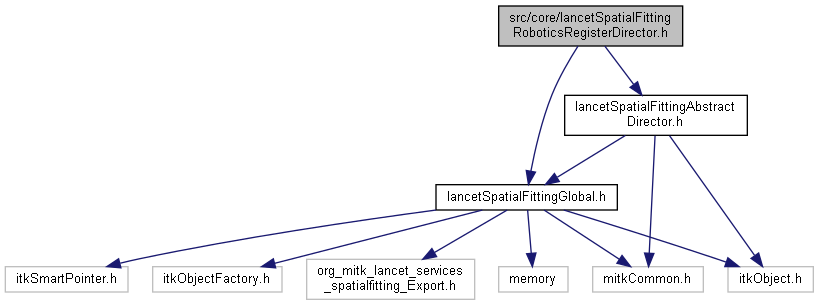 src/core/lancetSpatialFitting
RoboticsRegisterDirector.h
lancetSpatialFittingAbstract
Director.h
lancetSpatialFittingGlobal.h
itkSmartPointer.h
itkObjectFactory.h
org_mitk_lancet_services
_spatialfitting_Export.h
memory
mitkCommon.h
itkObject.h